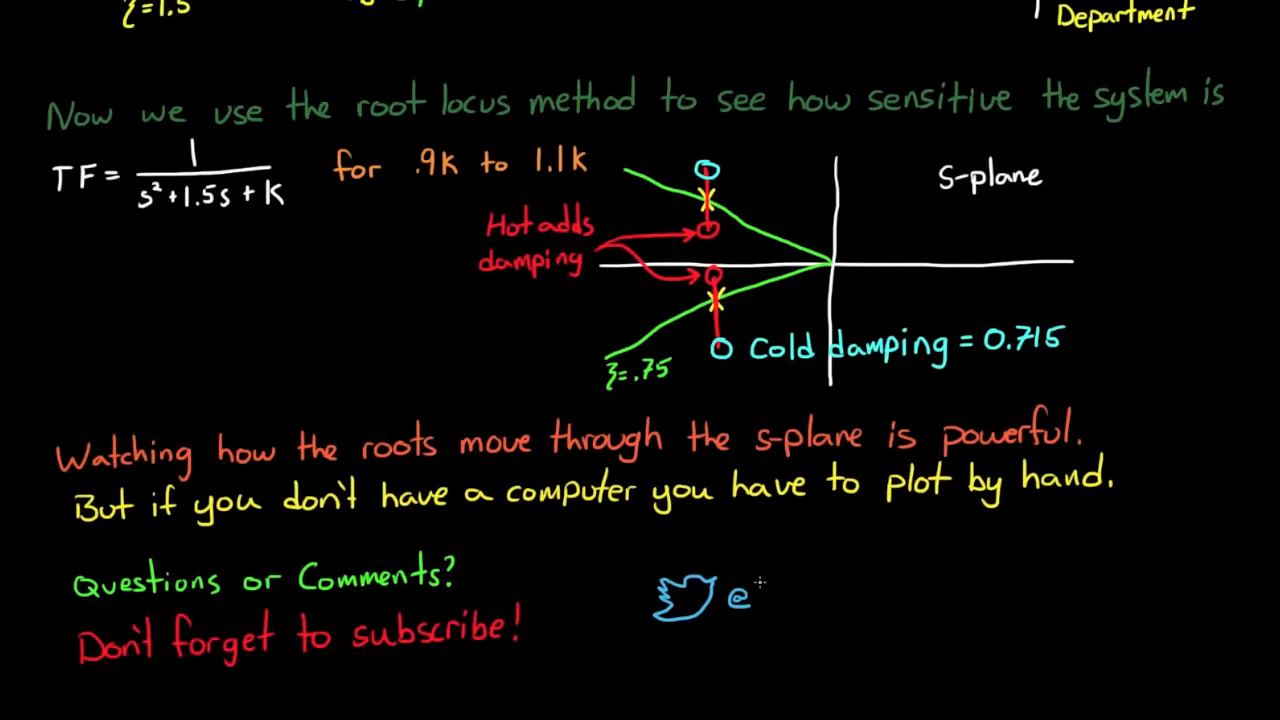 ξ=1.5
Department
Now we use the root locus method to see how sensitive the system is
TF = 1 / (s² + 1.5s + K)
for .9K to 1.1K
S-plane
Hot adds
damping
Cold damping = 0.715
ξ=.75
Watching how the roots move through the s-plane is powerful.
But if you don't have a computer you have to plot by hand.
Questions or Comments?
Don't forget to subscribe!
@